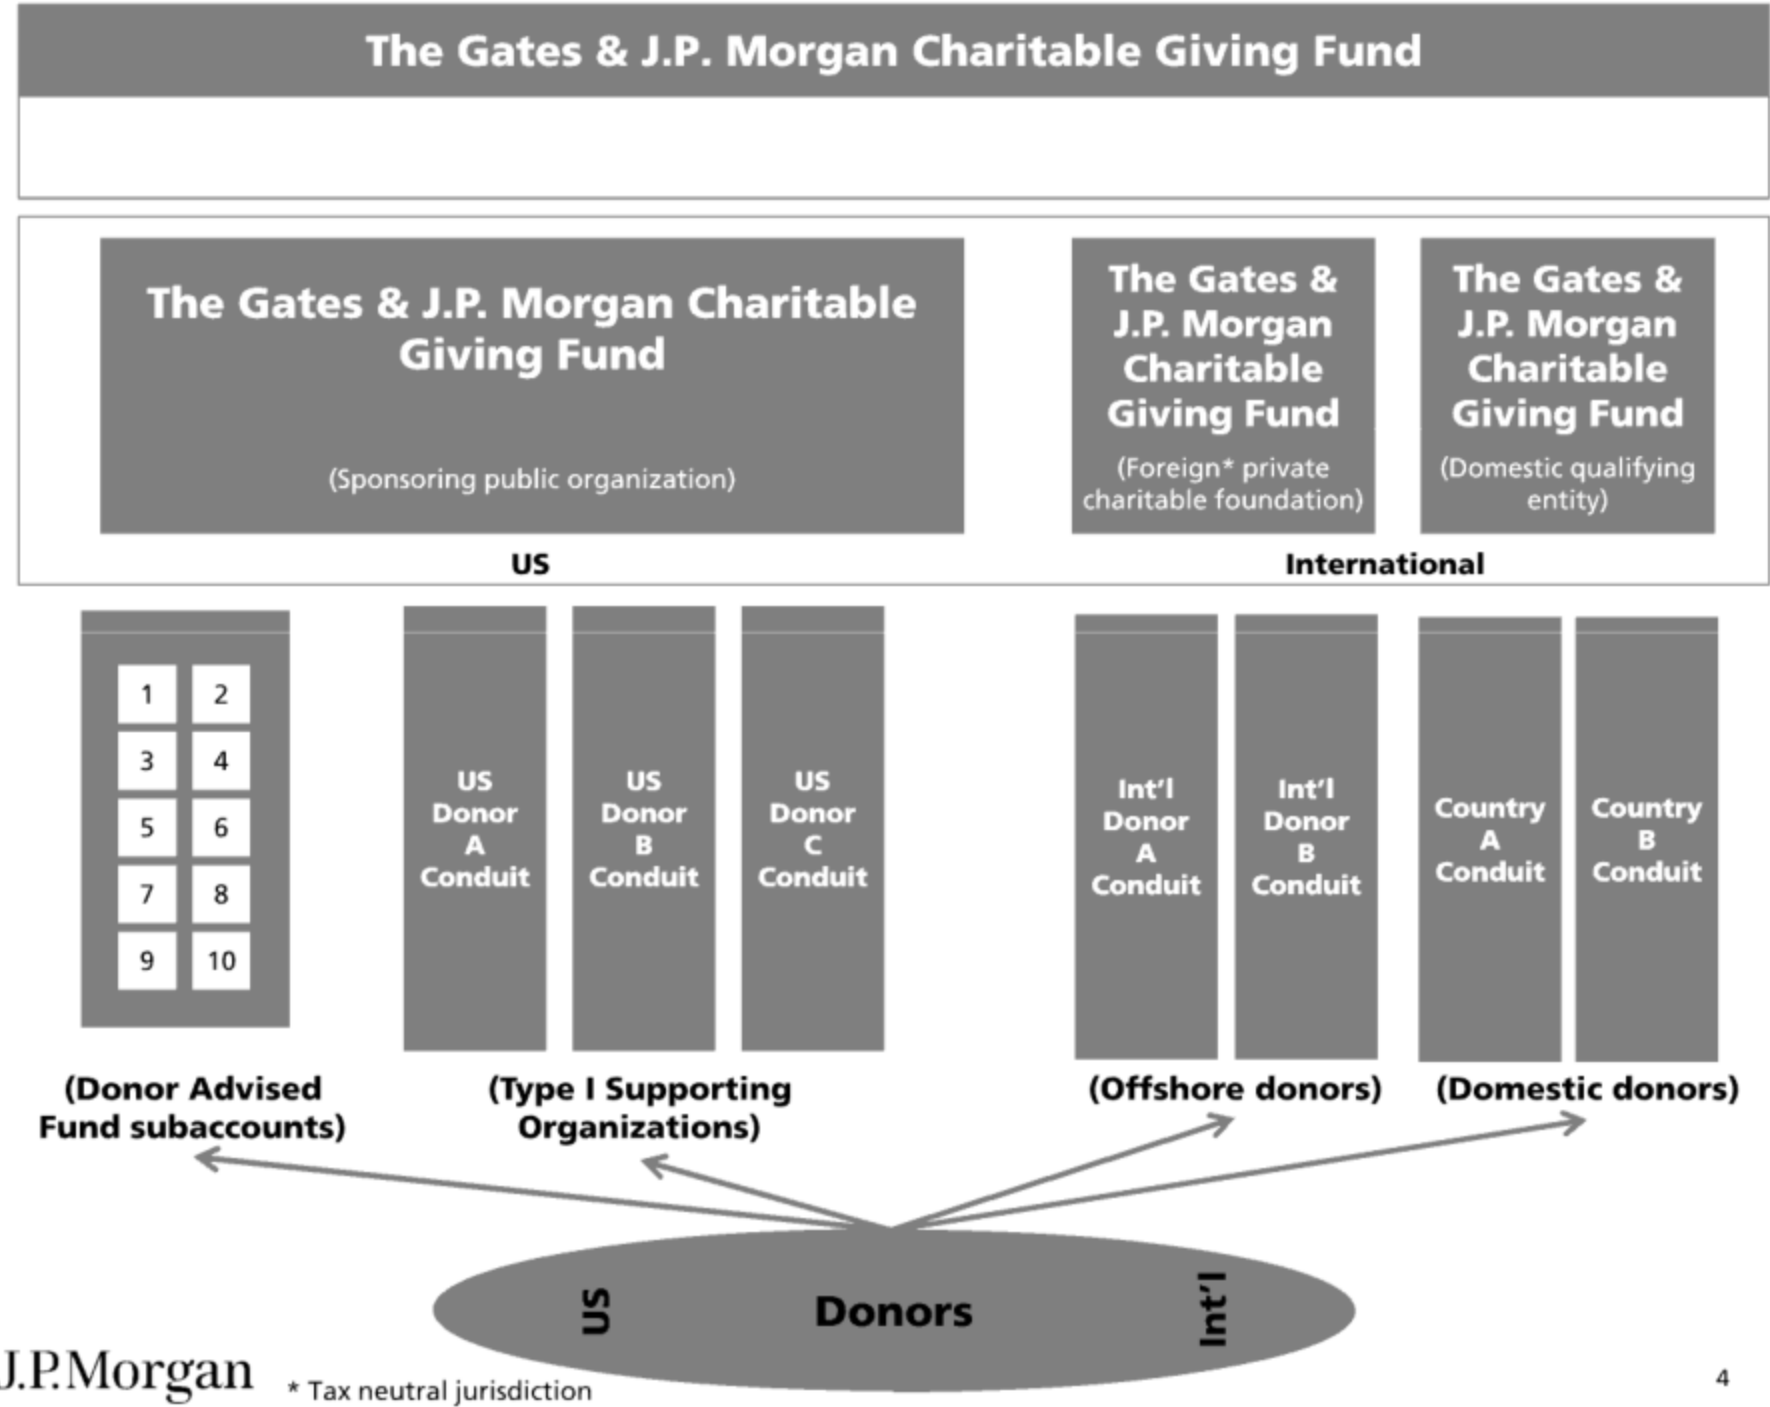 The Gates & J.P. Morgan Charitable Giving Fund
The Gates & J.P. Morgan Charitable
Giving Fund
(Sponsoring public organization)
The Gates &
J.P. Morgan
Charitable
Giving Fund
(Foreign* private
charitable foundation)
The Gates &
J.P. Morgan
Charitable
Giving Fund
(Domestic qualifying
entity)
US
International
1 2
3 4
5 6
7 8
9 10
US
Donor
A
Conduit
US
Donor
B
Conduit
US
Donor
C
Conduit
Int'l
Donor
A
Conduit
Int'l
Donor
B
Conduit
Country
A
Conduit
Country
B
Conduit
(Donor Advised
Fund subaccounts)
(Type I Supporting
Organizations)
(Offshore donors)
(Domestic donors)
US
Donors
Int'l
J.P.Morgan
* Tax neutral jurisdiction
4